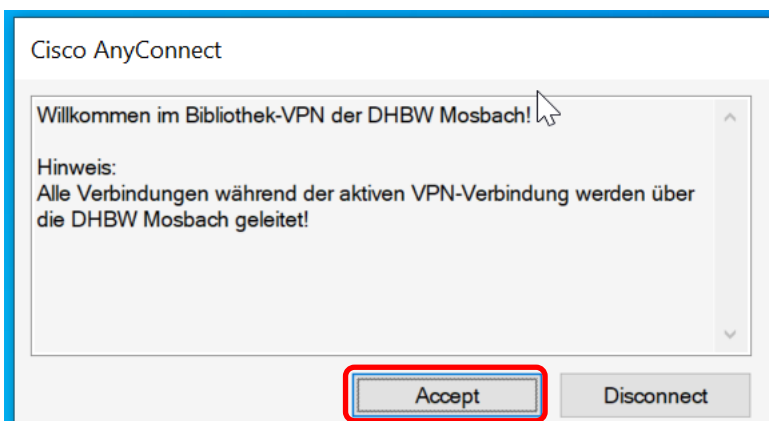 Cisco AnyConnect
Willkommen im Bibliothek-VPN der DHBW Mosbach!
Hinweis:
Alle Verbindungen während der aktiven VPN-Verbindung werden über
die DHBW Mosbach geleitet!
Accept Disconnect